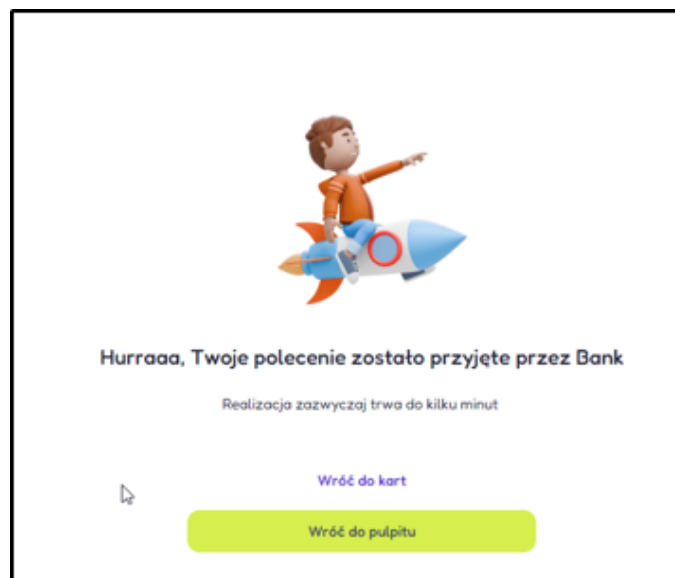 Hurraaa, Twoje polecenie zostało przyjęte przez Bank
Realizacja zazwyczaj trwa do kilku minut
Wróć do kart
Wróć do pulpitu